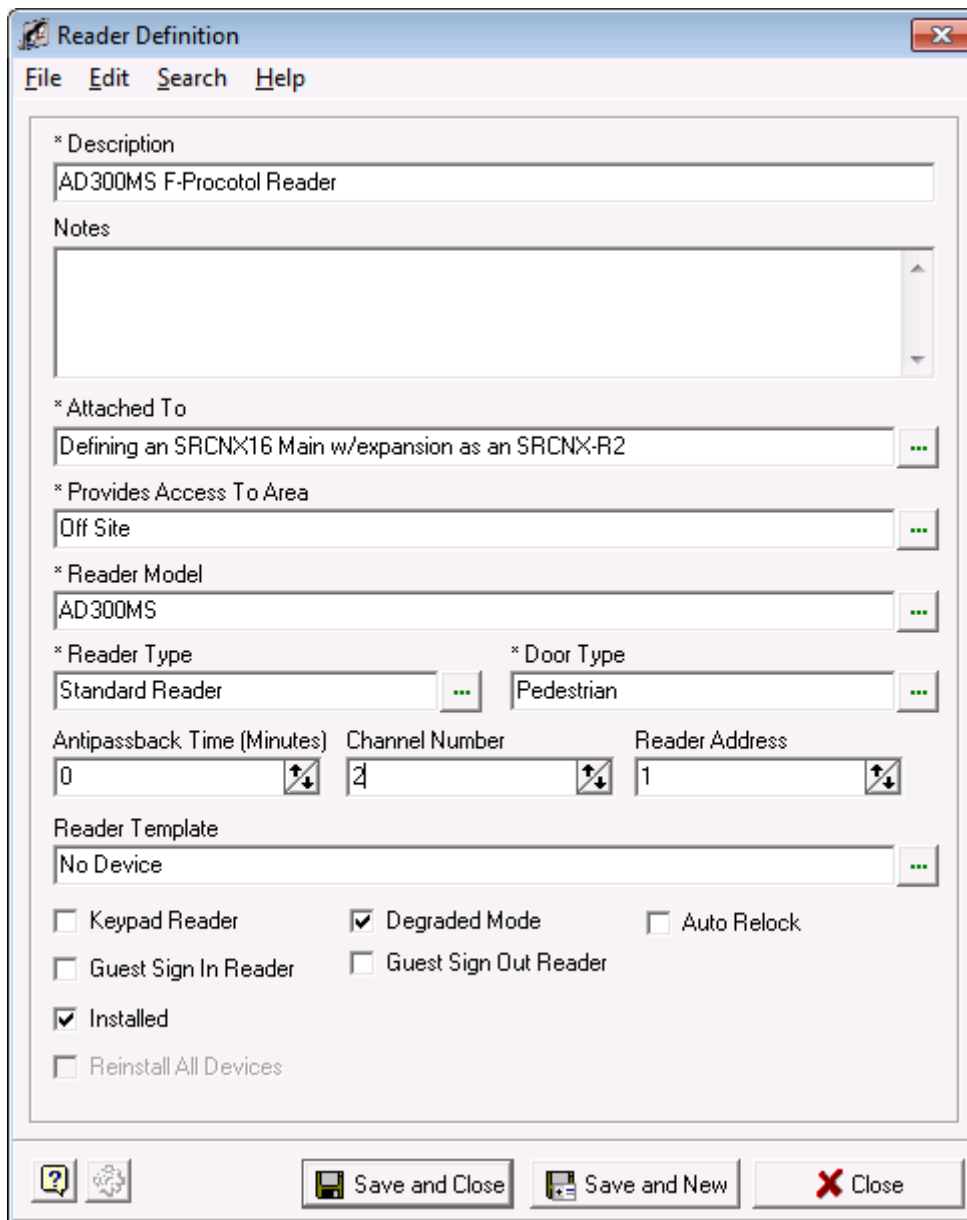 Reader Definition
File Edit Search Help
* Description
AD300MS F-Procotol Reader
Notes
* Attached To
Defining an SRCNX16 Main w/expansion as an SRCNX-R2
* Provides Access To Area
Off Site
* Reader Model
AD300MS
* Reader Type * Door Type
Standard Reader Pedestrian
Antipassback Time (Minutes) Channel Number Reader Address
0 2 1
Reader Template
No Device
Keypad Reader Degraded Mode Auto Relock
Guest Sign In Reader Guest Sign Out Reader
Installed
Reinstall All Devices
Save and Close Save and New Close